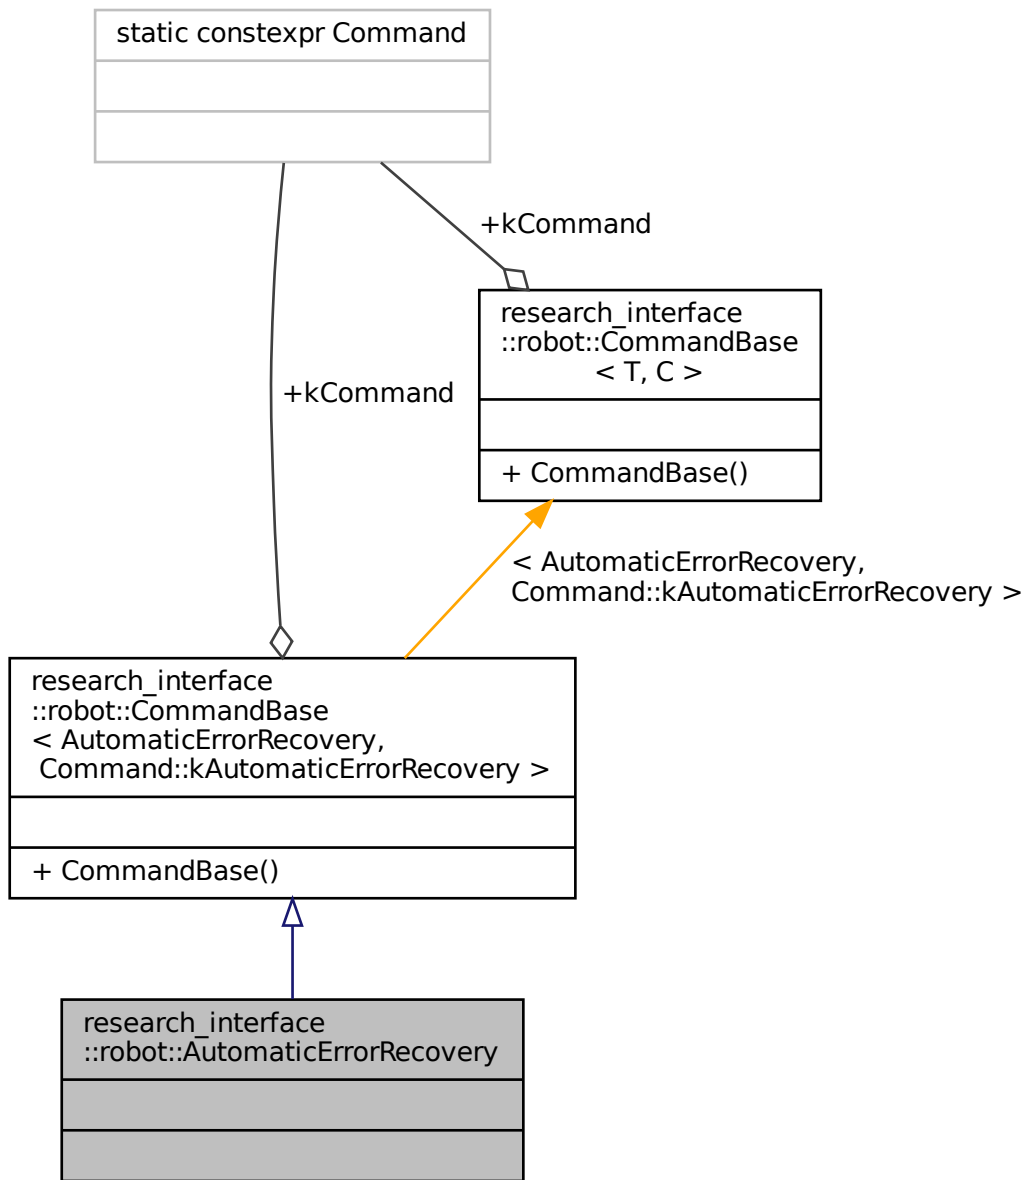 static constexpr Command
+kCommand
research_interface
::robot::CommandBase
< T, C >
+kCommand
+ CommandBase()
< AutomaticErrorRecovery,
Command::kAutomaticErrorRecovery >
research_interface
::robot::CommandBase
< AutomaticErrorRecovery,
Command::kAutomaticErrorRecovery >
+ CommandBase()
research_interface
::robot::AutomaticErrorRecovery